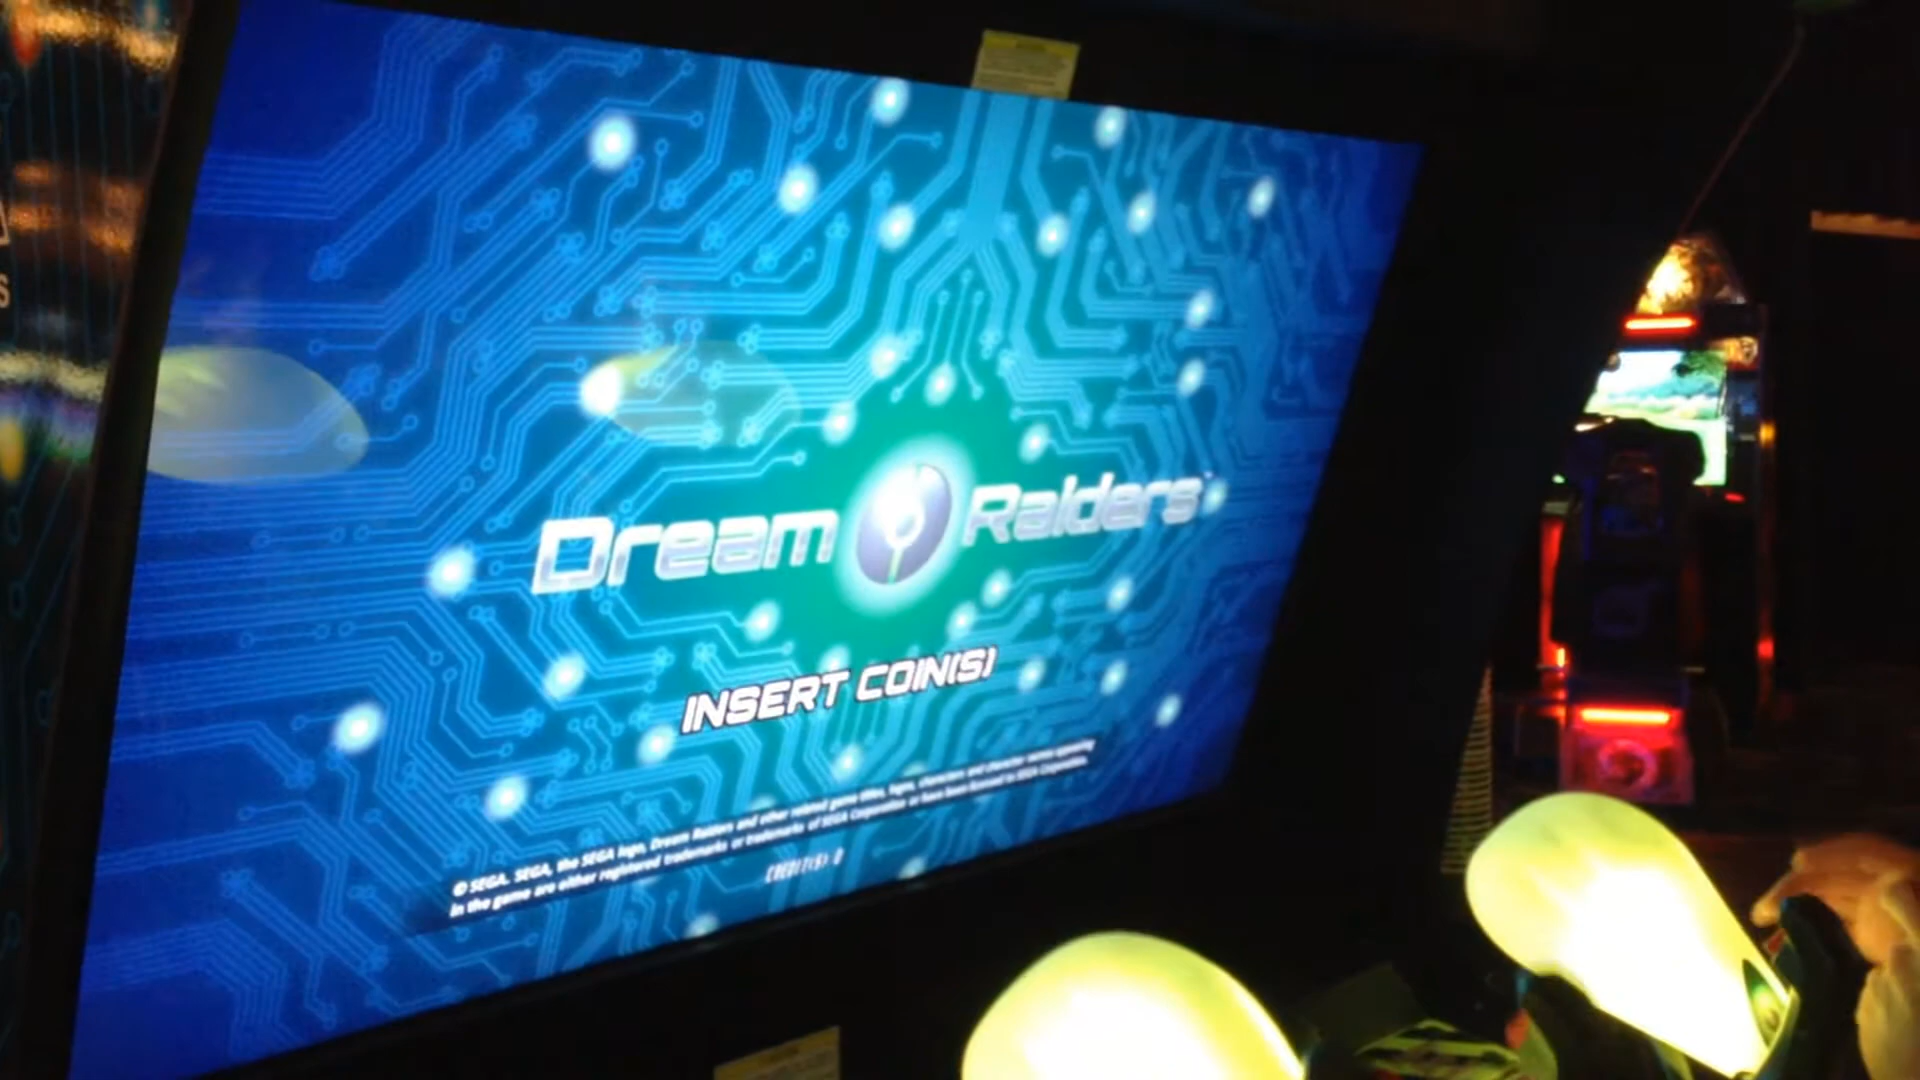 Dream Raiders
INSERT COIN(S)
© SEGA. SEGA, the SEGA logo, Dream Raiders and other related game titles, logos, characters and character names appearing
in the game are either registered trademarks or trademarks of SEGA Corporation or have been licensed to SEGA Corporation.
CREDIT(S) 0